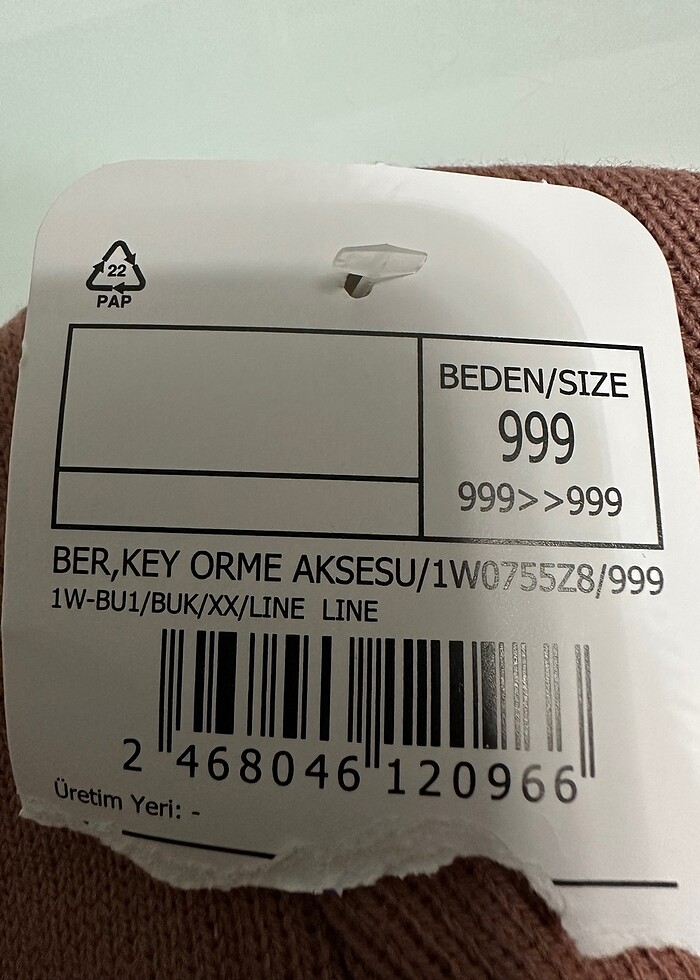 22
PAP
BEDEN/SIZE
999
999>>999
BER,KEY ORME AKSESU/1W0755Z8/999
1W-BU1/BUK/XX/LINE LINE
2 468046 120966
Üretim Yeri: -